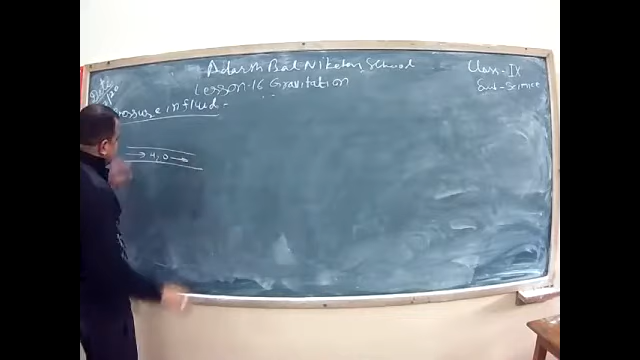 Adarsh Bal Niketan School
Class-IX
Lesson-16 Gravitation
Sub-Science
Pressure in fluid-
H₂O